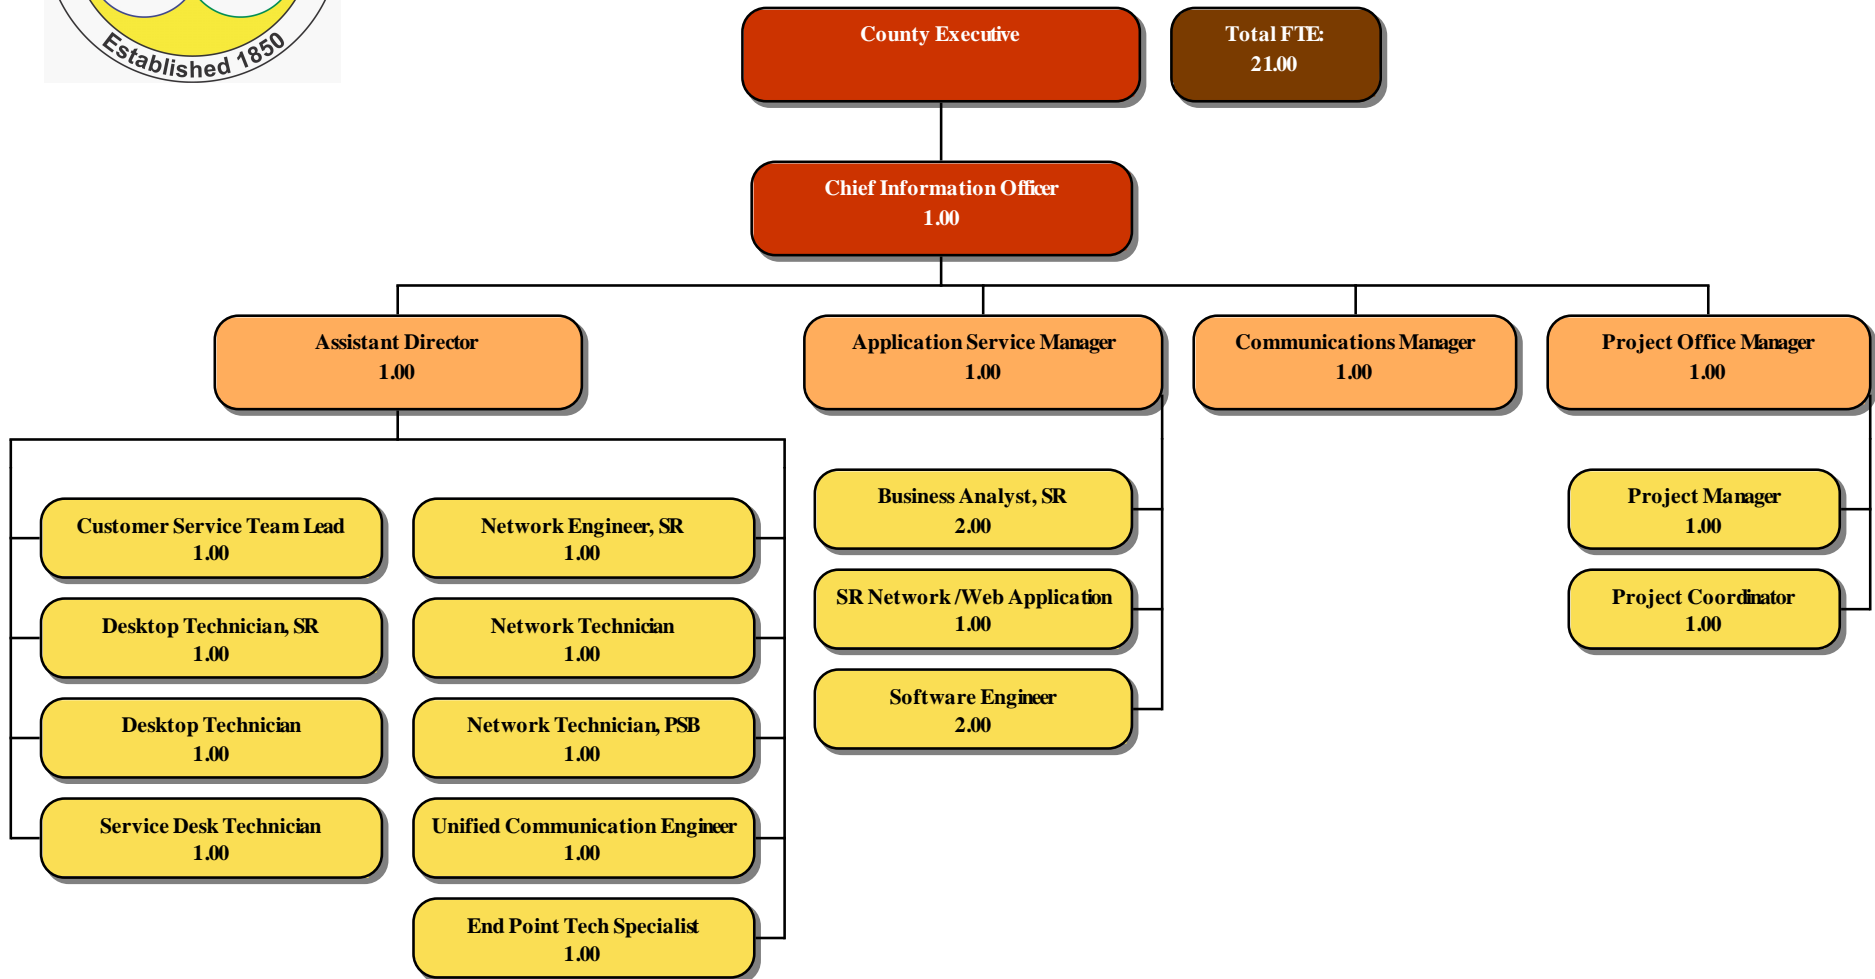 Established 1850
County Executive
Total FTE:
21.00
Chief Information Officer
1.00
Assistant Director
1.00
Application Service Manager
1.00
Communications Manager
1.00
Project Office Manager
1.00
Customer Service Team Lead
1.00
Desktop Technician, SR
1.00
Desktop Technician
1.00
Service Desk Technician
1.00
Network Engineer, SR
1.00
Network Technician
1.00
Network Technician, PSB
1.00
Unified Communication Engineer
1.00
End Point Tech Specialist
1.00
Business Analyst, SR
2.00
SR Network /Web Application
1.00
Software Engineer
2.00
Project Manager
1.00
Project Coordinator
1.00